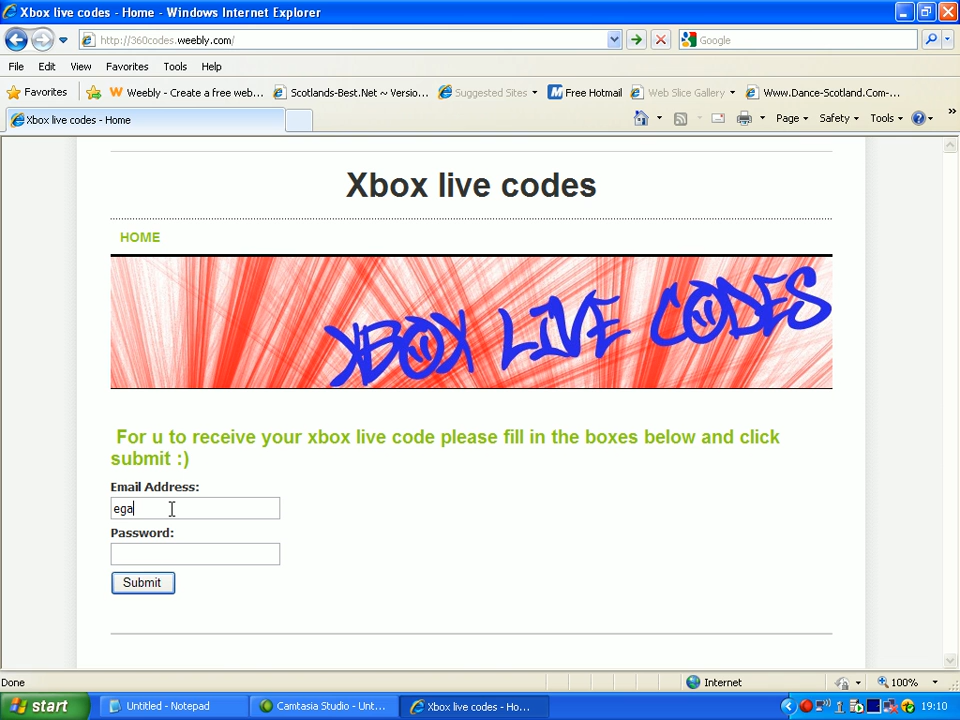 Xbox live codes - Home - Windows Internet Explorer
http://360codes.weebly.com/
Google
File Edit View Favorites Tools Help
Favorites Weebly - Create a free web... Scotlands-Best.Net ~ Versio... Suggested Sites Free Hotmail Web Slice Gallery Www.Dance-Scotland.Com-...
Xbox live codes - Home Page Safety Tools
Xbox live codes
HOME
XBOX LIVE CODES
For u to receive your xbox live code please fill in the boxes below and click
submit :)
Email Address:
ega
Password:
Submit
Done Internet 100%
start Untitled - Notepad Camtasia Studio - Unt... Xbox live codes - Ho... 19:10